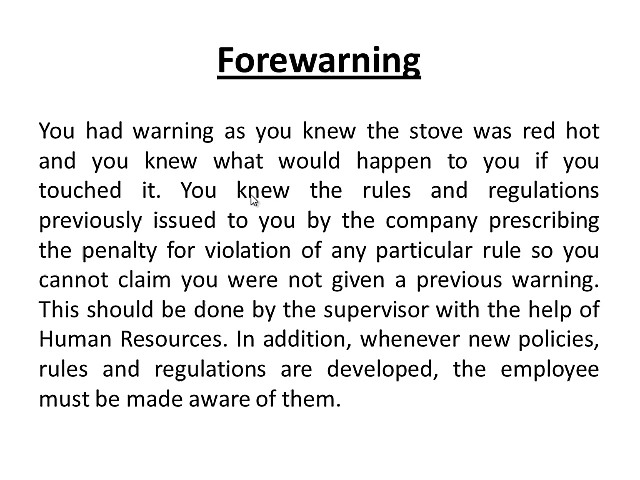 Forewarning
You had warning as you knew the stove was red hot
and you knew what would happen to you if you
touched it. You knew the rules and regulations
previously issued to you by the company prescribing
the penalty for violation of any particular rule so you
cannot claim you were not given a previous warning.
This should be done by the supervisor with the help of
Human Resources. In addition, whenever new policies,
rules and regulations are developed, the employee
must be made aware of them.